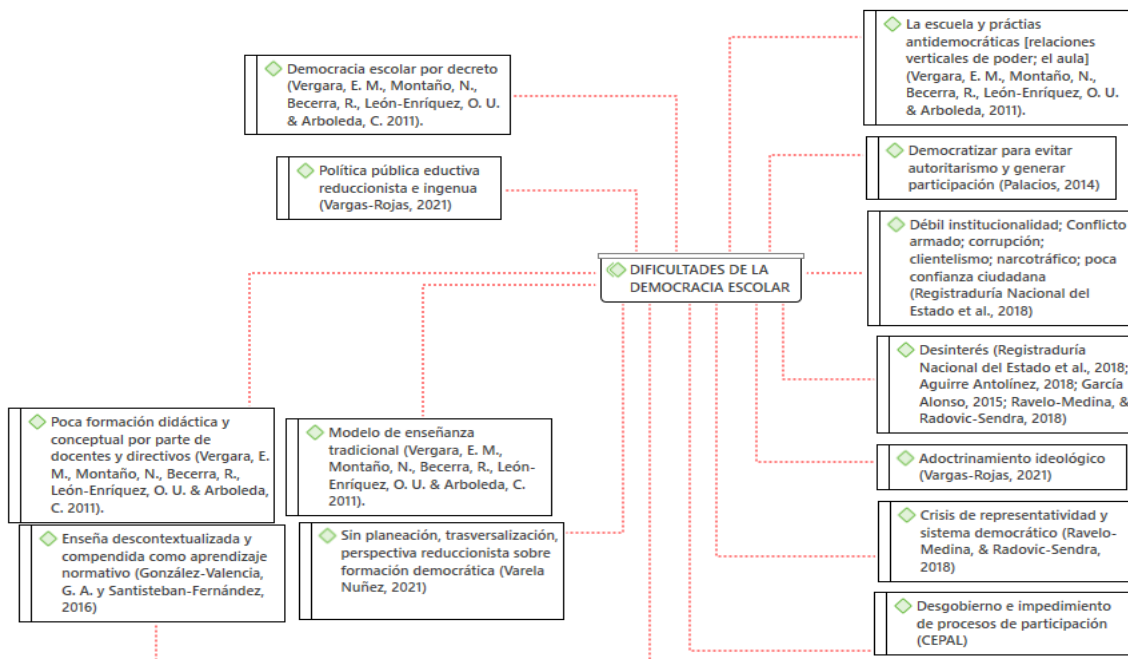 Democracia escolar por decreto
(Vergara, E. M., Montaño, N.,
Becerra, R., León-Enríquez, O. U.
& Arboleda, C. 2011).
Política pública eductiva
reduccionista e ingenua
(Vargas-Rojas, 2021)
La escuela y práctias
antidemocráticas [relaciones
verticales de poder; el aula]
(Vergara, E. M., Montaño, N.,
Becerra, R., León-Enríquez, O. U.
& Arboleda, C. 2011).
Democratizar para evitar
autoritarismo y generar
participación (Palacios, 2014)
DIFICULTADES DE LA
DEMOCRACIA ESCOLAR
Débil institucionalidad; Conflicto
armado; corrupción;
clientelismo; narcotráfico; poca
confianza ciudadana
(Registraduría Nacional del
Estado et al., 2018)
Desinterés (Registraduría
Nacional del Estado et al., 2018;
Aguirre Antolínez, 2018; García
Alonso, 2015; Ravelo-Medina, &
Radovic-Sendra, 2018)
Poca formación didáctica y
conceptual por parte de
docentes y directivos (Vergara, E.
M., Montaño, N., Becerra, R.,
León-Enríquez, O. U. & Arboleda,
C. 2011).
Modelo de enseñanza
tradicional (Vergara, E. M.,
Montaño, N., Becerra, R., León-
Enríquez, O. U. & Arboleda, C.
2011).
Adoctrinamiento ideológico
(Vargas-Rojas, 2021)
Enseña descontextualizada y
compendida como aprendizaje
normativo (González-Valencia,
G. A. y Santisteban-Fernández,
2016)
Sin planeación, trasversalización,
perspectiva reduccionista sobre
formación democrática (Varela
Nuñez, 2021)
Crisis de representatividad y
sistema democrático (Ravelo-
Medina, & Radovic-Sendra,
2018)
Desgobierno e impedimento
de procesos de participación
(CEPAL)